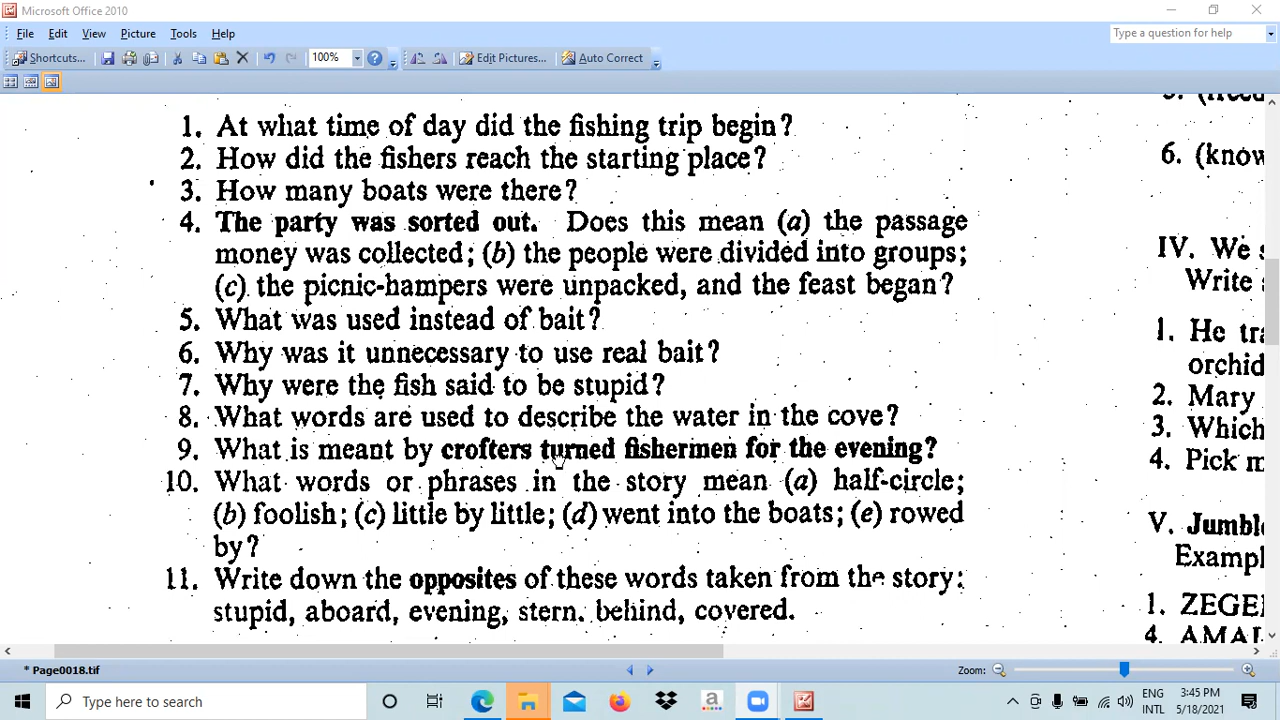 Microsoft Office 2010
File Edit View Picture Tools Help
Type a question for help
Shortcuts... 100% Edit Pictures... Auto Correct
1. At what time of day did the fishing trip begin?
2. How did the fishers reach the starting place?
3. How many boats were there?
4. The party was sorted out. Does this mean (a) the passage
money was collected; (b) the people were divided into groups;
(c) the picnic-hampers were unpacked, and the feast began?
5. What was used instead of bait?
6. Why was it unnecessary to use real bait?
7. Why were the fish said to be stupid?
8. What words are used to describe the water in the cove?
9. What is meant by crofters turned fishermen for the evening?
10. What words or phrases in the story mean (a) half-circle;
(b) foolish; (c) little by little; (d) went into the boats; (e) rowed
by?
11. Write down the opposites of these words taken from the story:
stupid, aboard, evening, stern. behind, covered.
6. (know
IV. We s
Write
1. He tra
orchid
2. Mary
3. Which
4. Pick m
V. Jumbl
Exampl
1. ZEGE
4. AMAI
* Page0018.tif
Zoom:
Type here to search
ENG
INTL
3:45 PM
5/18/2021